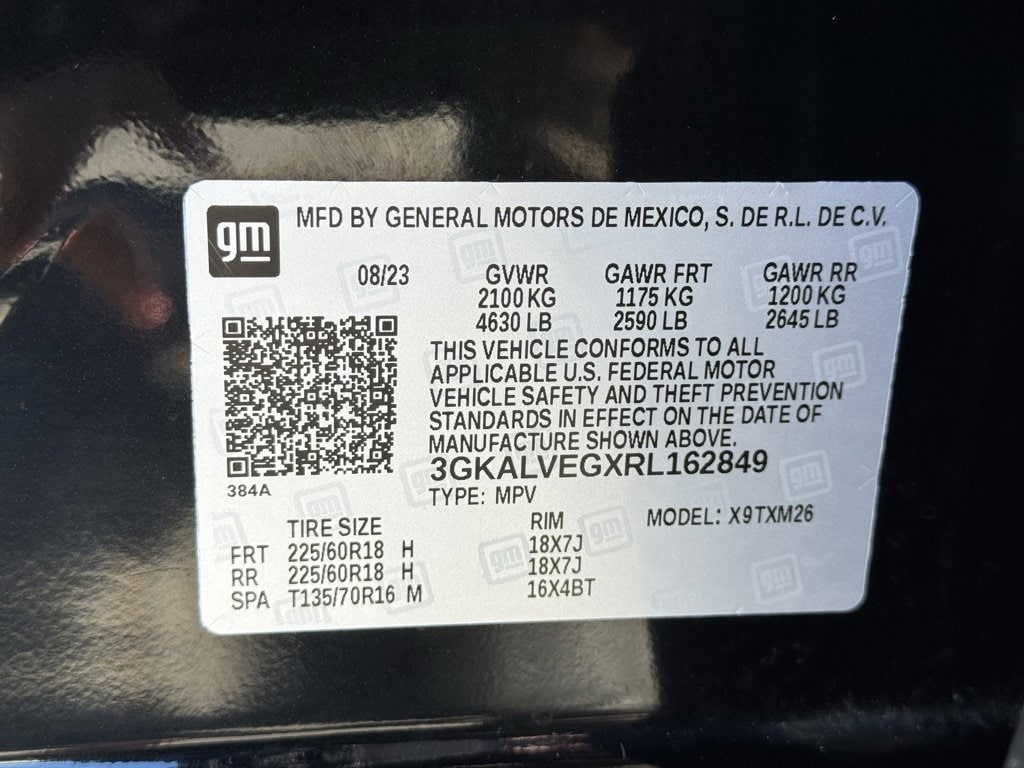 gm MFD BY GENERAL MOTORS DE MEXICO, S. DE R.L. DE C.V.
08/23 GVWR GAWR FRT GAWR RR
2100 KG 1175 KG 1200 KG
4630 LB 2590 LB 2645 LB
THIS VEHICLE CONFORMS TO ALL
APPLICABLE U.S. FEDERAL MOTOR
VEHICLE SAFETY AND THEFT PREVENTION
STANDARDS IN EFFECT ON THE DATE OF
MANUFACTURE SHOWN ABOVE.
3GKALVEGXRL162849
384A
TYPE: MPV
TIRE SIZE RIM MODEL: X9TXM26
FRT 225/60R18 H 18X7J
RR 225/60R18 H 18X7J
SPA T135/70R16 M 16X4BT